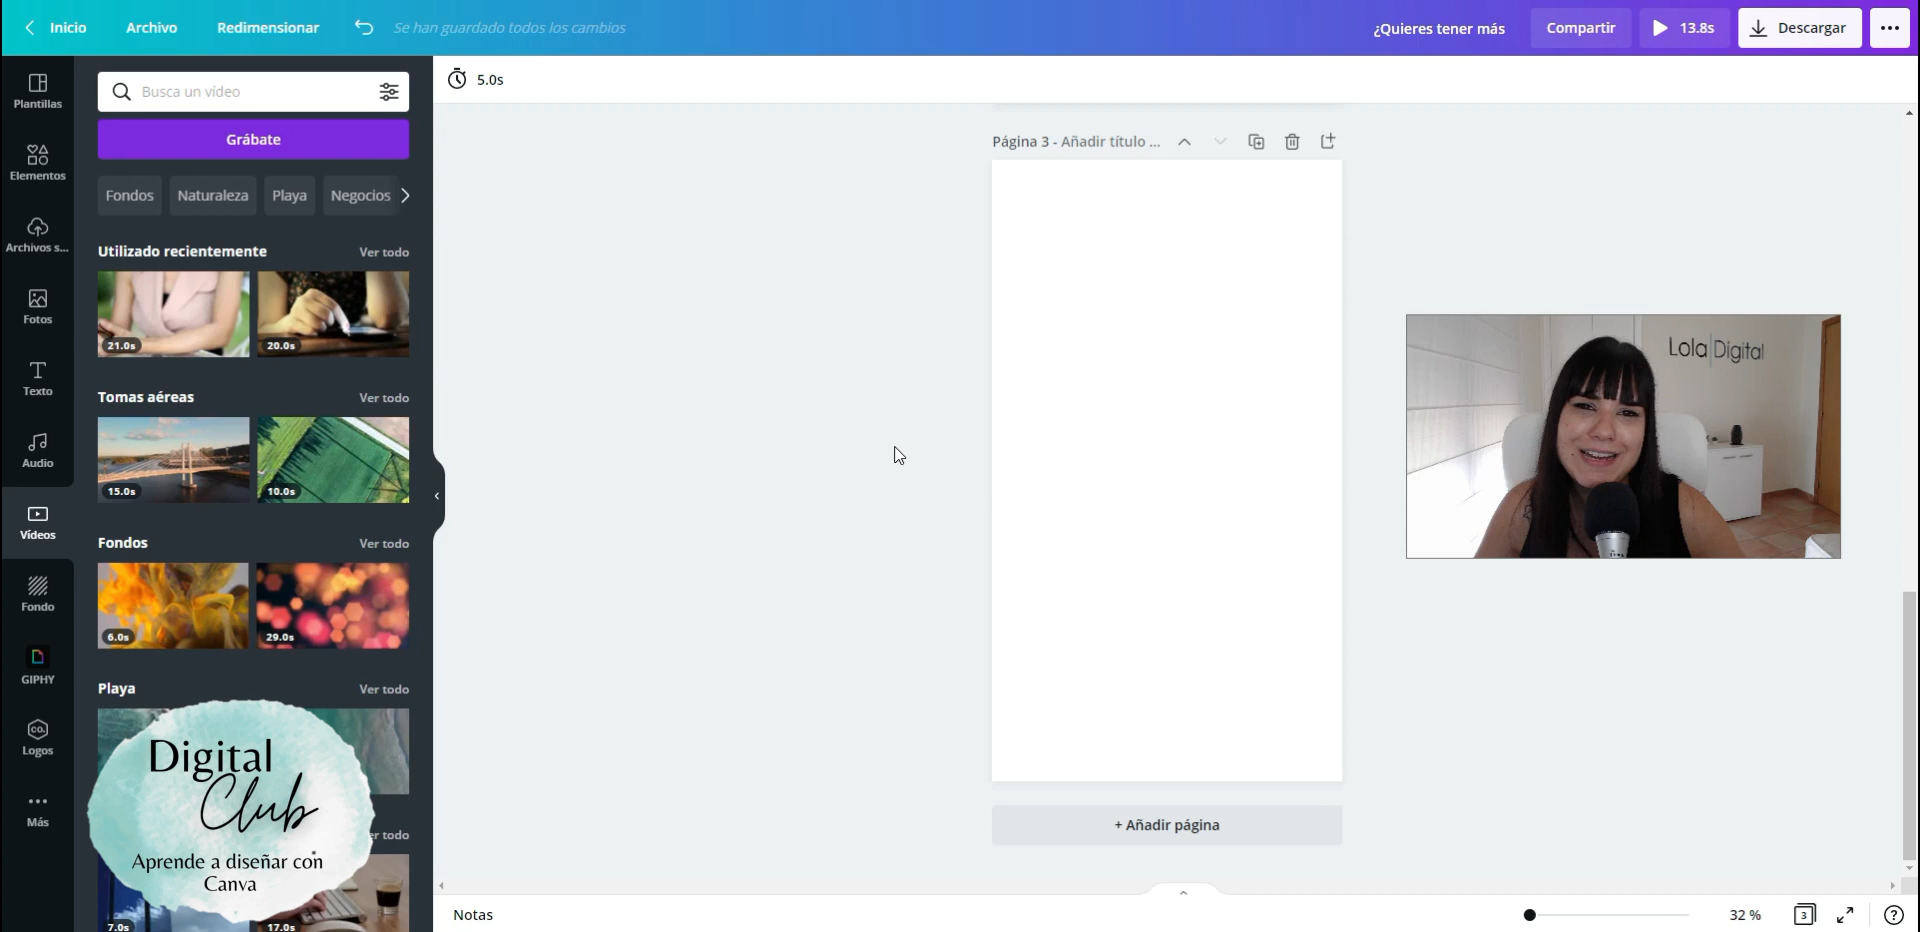 Inicio
Archivo
Redimensionar
Se han guardado todos los cambios
¿Quieres tener más
Compartir
13.8s
Descargar
Plantillas
Elementos
Archivos s...
Fotos
Texto
Audio
Vídeos
Fondo
GIPHY
CO.
Logos
Más
Busca un vídeo
Grábate
Fondos
Naturaleza
Playa
Negocios
Utilizado recientemente
Ver todo
21.0s
20.0s
Tomas aéreas
Ver todo
15.0s
10.0s
Fondos
Ver todo
6.0s
29.0s
Playa
Ver todo
Digital
Club
er todo
Aprende a diseñar con
Canva
7.0s
17.0s
5.0s
Página 3 - Añadir título ...
+ Añadir página
Lola Digital
Notas
32 %
3